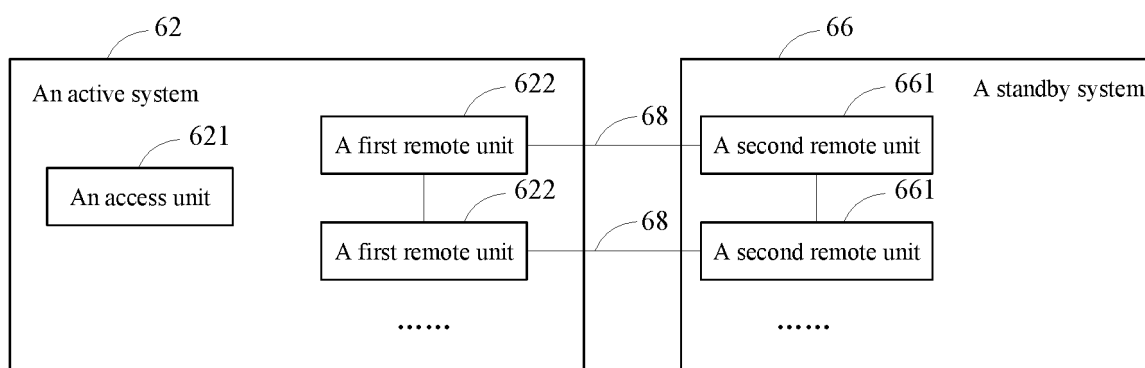 62
66
An active system
622
661
A standby system
621
A first remote unit
68
A second remote unit
An access unit
622
661
A first remote unit
68
A second remote unit
......
......